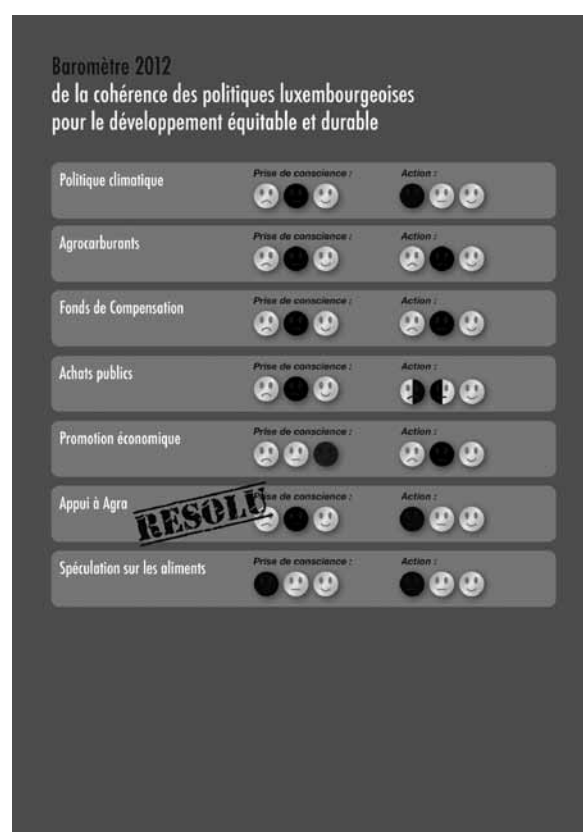 Baromètre 2012
de la cohérence des politiques luxembourgeoises
pour le développement équitable et durable
Politique climatique
Prise de conscience :
Action :
Agrocarburants
Prise de conscience :
Action :
Fonds de Compensation
Prise de conscience :
Action :
Achats publics
Prise de conscience :
Action :
Promotion économique
Prise de conscience :
Action :
Appui à Agra
RESOLU
Prise de conscience :
Action :
Spéculation sur les aliments
Prise de conscience :
Action :